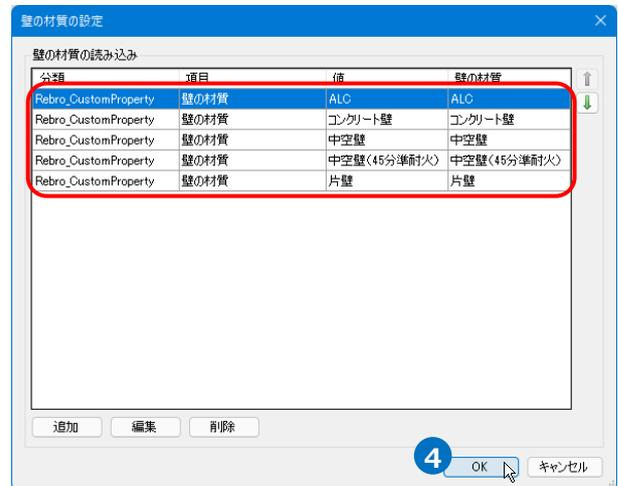 壁の材質の設定
壁の材質の読み込み
分類 項目 値 壁の材質
Rebro_CustomProperty 壁の材質 ALC ALC
Rebro_CustomProperty 壁の材質 コンクリート壁 コンクリート壁
Rebro_CustomProperty 壁の材質 中空壁 中空壁
Rebro_CustomProperty 壁の材質 中空壁(45分準耐火) 中空壁(45分準耐火)
Rebro_CustomProperty 壁の材質 片壁 片壁
追加 編集 削除
4 OK キャンセル